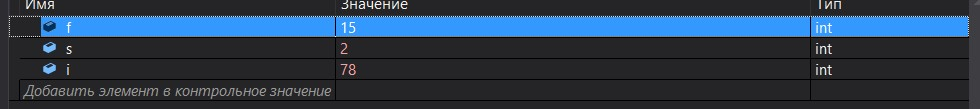 Имя Значение Тип
f 15 int
s 2 int
i 78 int
Добавить элемент в контрольное значение